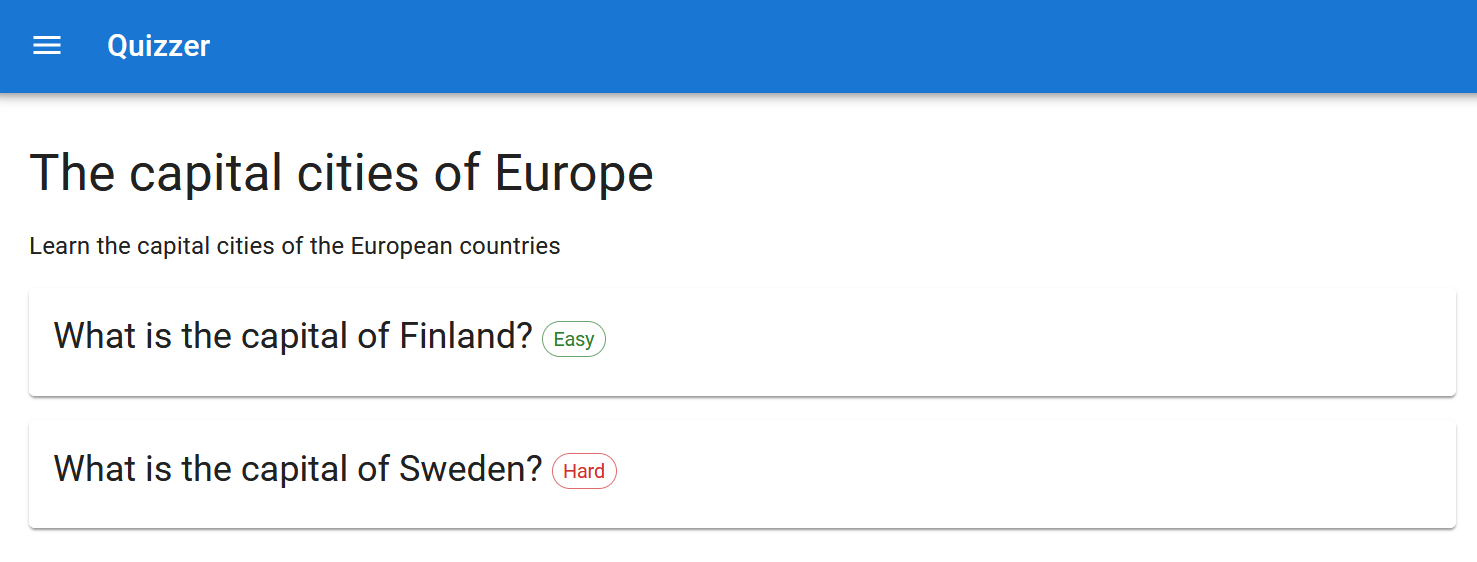 Quizzer
The capital cities of Europe
Learn the capital cities of the European countries
What is the capital of Finland? Easy
What is the capital of Sweden? Hard